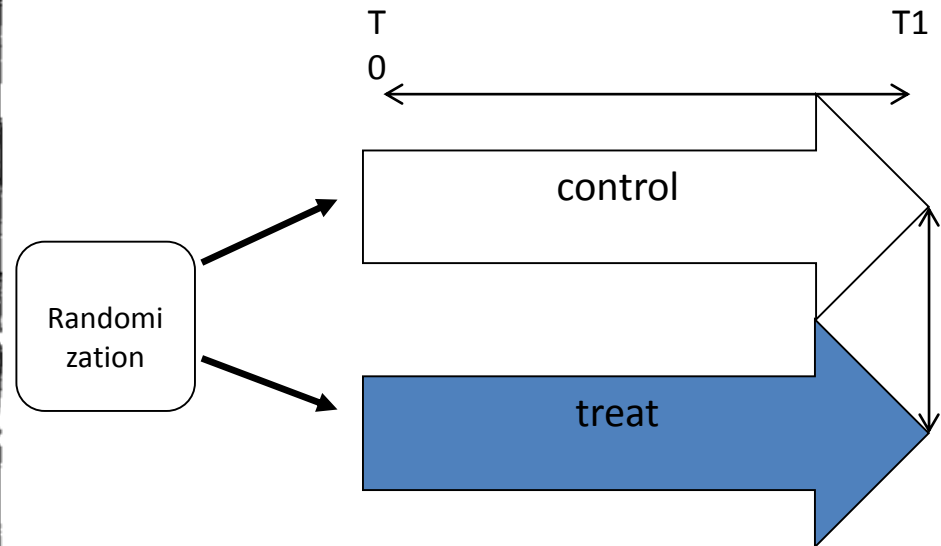 T
0
T1
control
Randomi
zation
treat